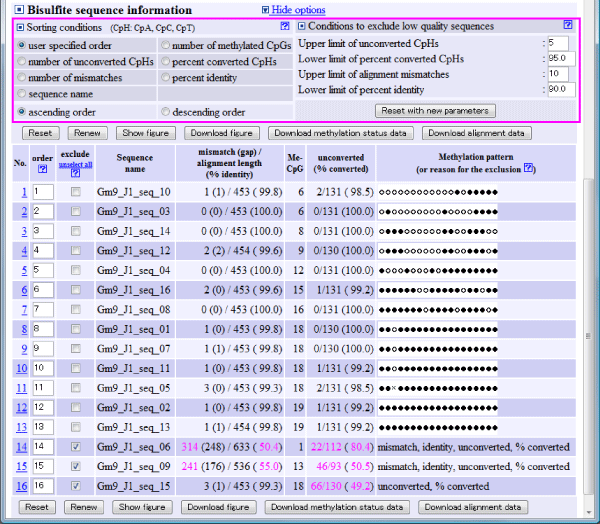 Bisulfite sequence information Hide options
Sorting conditions (CpH: CpA, CpC, CpT) ?
user specified order number of methylated CpGs
number of unconverted CpHs percent converted CpHs
number of mismatches percent identity
sequence name
ascending order descending order
Conditions to exclude low quality sequences ?
Upper limit of unconverted CpHs : 5
Lower limit of percent converted CpHs : 95.0
Upper limit of alignment mismatches : 10
Lower limit of percent identity : 90.0
Reset with new parameters
Reset Renew Show figure Download figure Download methylation status data Download alignment data
No. order ? exclude unselect all ? Sequence name mismatch (gap) / alignment length (% identity) Me-CpG unconverted (% converted) Methylation pattern (or reason for the exclusion ?)
1 1 Gm9_J1_seq_10 1 (1) / 453 ( 99.8) 6 2/131 ( 98.5)
2 2 Gm9_J1_seq_03 0 (0) / 453 (100.0) 6 0/131 (100.0)
3 3 Gm9_J1_seq_14 0 (0) / 453 (100.0) 8 0/131 (100.0)
4 4 Gm9_J1_seq_12 2 (2) / 454 ( 99.6) 9 0/130 (100.0)
5 5 Gm9_J1_seq_04 0 (0) / 453 (100.0) 12 0/131 (100.0)
6 6 Gm9_J1_seq_16 2 (0) / 453 ( 99.6) 15 1/131 ( 99.2)
7 7 Gm9_J1_seq_08 0 (0) / 453 (100.0) 16 0/131 (100.0)
8 8 Gm9_J1_seq_01 1 (0) / 453 ( 99.8) 18 0/130 (100.0)
9 9 Gm9_J1_seq_07 1 (1) / 453 ( 99.8) 18 0/130 (100.0)
10 10 Gm9_J1_seq_11 1 (0) / 453 ( 99.8) 18 1/131 ( 99.2)
11 11 Gm9_J1_seq_05 3 (0) / 453 ( 99.3) 18 2/131 ( 98.5)
12 12 Gm9_J1_seq_02 1 (0) / 453 ( 99.8) 19 1/131 ( 99.2)
13 13 Gm9_J1_seq_13 1 (1) / 454 ( 99.8) 19 1/131 ( 99.2)
14 14 Gm9_J1_seq_06 314 (248) / 633 ( 50.4) 1 22/112 ( 80.4) mismatch, identity, unconverted, % converted
15 15 Gm9_J1_seq_09 241 (176) / 536 ( 55.0) 13 46/93 ( 50.5) mismatch, identity, unconverted, % converted
16 16 Gm9_J1_seq_15 3 (1) / 453 ( 99.3) 18 66/130 ( 49.2) unconverted, % converted
Reset Renew Show figure Download figure Download methylation status data Download alignment data